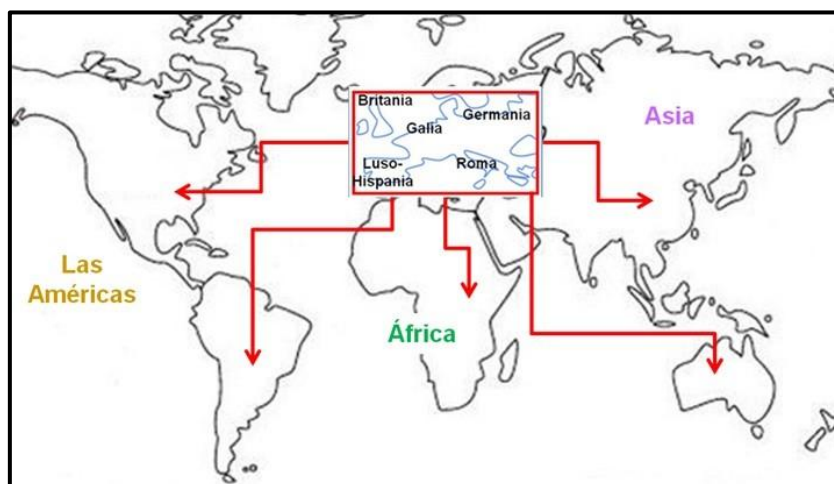 Britania
Germania
Galia
Luso-
Hispania
Roma
Asia
Las
Américas
África